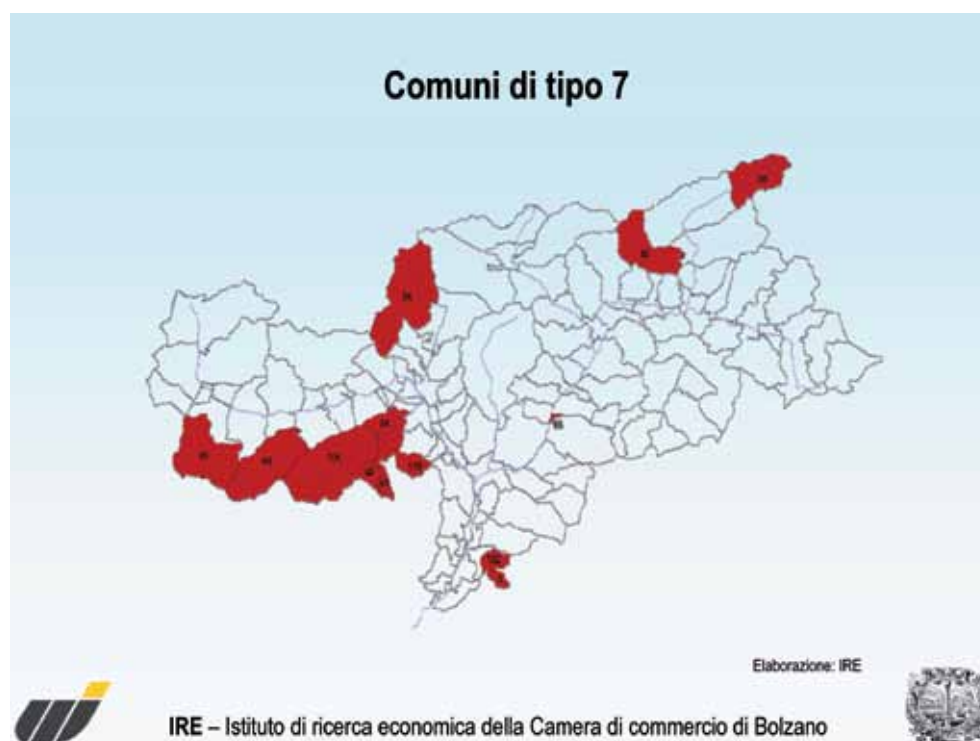 Comuni di tipo 7
Elaborazione: IRE
IRE – Istituto di ricerca economica della Camera di commercio di Bolzano